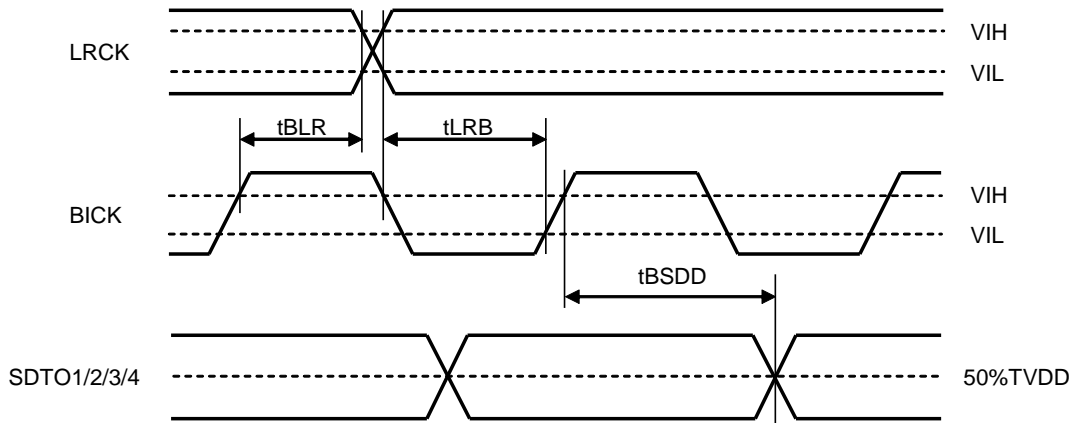 LRCK
VIH
VIL
tBLR
tLRB
BICK
VIH
VIL
tBSDD
SDTO1/2/3/4
50%TVDD